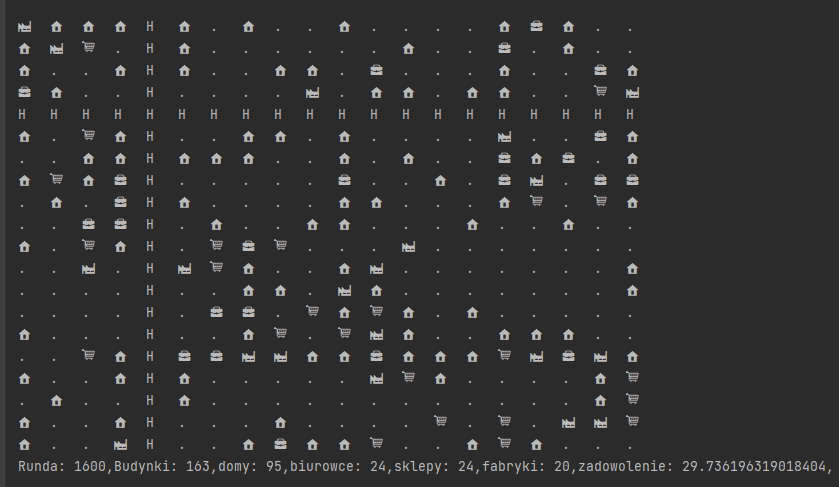 🏭 🏠 🏠 🏠 H 🏠 . 🏠 . . 🏠 . . . . 🏠 💼 🏠 . .
🏠 🏭 🛒 . H 🏠 . . . . . . 🏠 . . 💼 . 🏠 . .
🏠 . . 🏠 H 🏠 . . 🏠 🏠 . 💼 . . . 🏠 . . 💼 🏠
💼 🏠 . . H . . . . 🏭 . 🏠 🏠 . 🏠 🏠 . . 🛒 🏭
H H H H H H H H H H H H H H H H H H H H
🏠 . 🛒 🏠 H . . 🏠 🏠 . 🏠 . . . . 🏭 . . 💼 🏠
. . 🏠 🏠 H 🏠 🏠 🏠 . . 🏠 . 🏠 . . 💼 🏠 💼 . 🏠
🏠 🛒 🏠 💼 H . . . . . 💼 . . 🏠 . 💼 🏭 . 💼 💼
. 🏠 . 💼 H 🏠 . . . . 🏠 🏠 . . . 🏠 🛒 . 🛒 🏠
. . 💼 💼 H . 🏠 . . 🏠 🏠 . . . 🏠 . . 🏠 . .
🏠 . 🛒 🏠 H . 🛒 💼 🛒 . . . 🏭 . . . . . . .
. . 🏭 . H 🏭 🛒 🏠 . . 🏠 🏭 . . . . . . . 🏠
. . . . H . . 🏠 🏠 . 🏭 🏠 . . . . . . . 🏠
. . . . H . 💼 💼 . 🛒 🏠 🛒 🏠 . 🏠 . . . . .
🏠 . . . H . . 🏠 🛒 . 🛒 🏭 🏠 . . 🏠 🏠 🏠 . .
. . 🛒 🏠 H 💼 💼 🏭 🏭 🏠 🏠 💼 🏠 🏠 🏠 🛒 🏭 💼 🏭 🏠
🏠 . . 🏠 H 🏠 . . . . . 🏭 🛒 🏠 . . . . 🏠 🛒
. 🏠 . . H 🏠 . . . . . . . . . . . . 🏠 🛒
🏠 . . 🏠 H . . . 🏠 . . . . 🛒 . 🛒 . 🏭 🏭 🛒
🏠 . . 🏭 H . . 🏠 💼 🏠 🏠 🛒 . . 🏠 🛒 🏠 . . .
Runda: 1600,Budynki: 163,domy: 95,biurowce: 24,sklepy: 24,fabryki: 20,zadowolenie: 29.736196319018404,